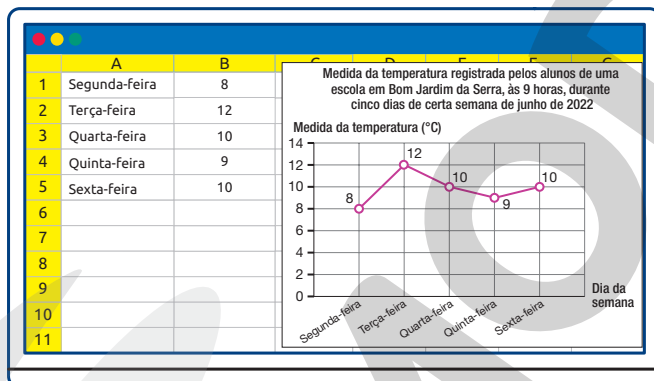 A B C D E F G
1 Segunda-feira 8
2 Terça-feira 12
3 Quarta-feira 10
4 Quinta-feira 9
5 Sexta-feira 10
6
7
8
9
10
11
Medida da temperatura registrada pelos alunos de uma
escola em Bom Jardim da Serra, às 9 horas, durante
cinco dias de certa semana de junho de 2022
Medida da temperatura (°C)
14
12
10
8
6
4
2
0
8
12
10
9
10
Segunda-feira
Terça-feira
Quarta-feira
Quinta-feira
Sexta-feira
Dia da
semana